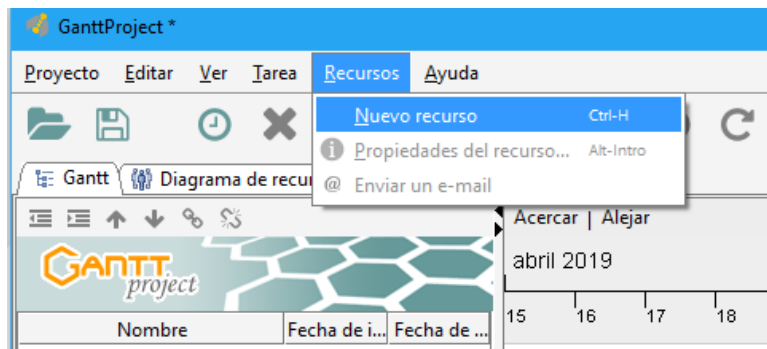 GanttProject *
Proyecto Editar Ver Tarea Recursos Ayuda
Nuevo recurso Ctrl-H
Propiedades del recurso... Alt-Intro
@ Enviar un e-mail
Gantt Diagrama de recu
Acercar | Alejar
GANTT
project
abril 2019
15 16 17 18
Nombre Fecha de i... Fecha de ...